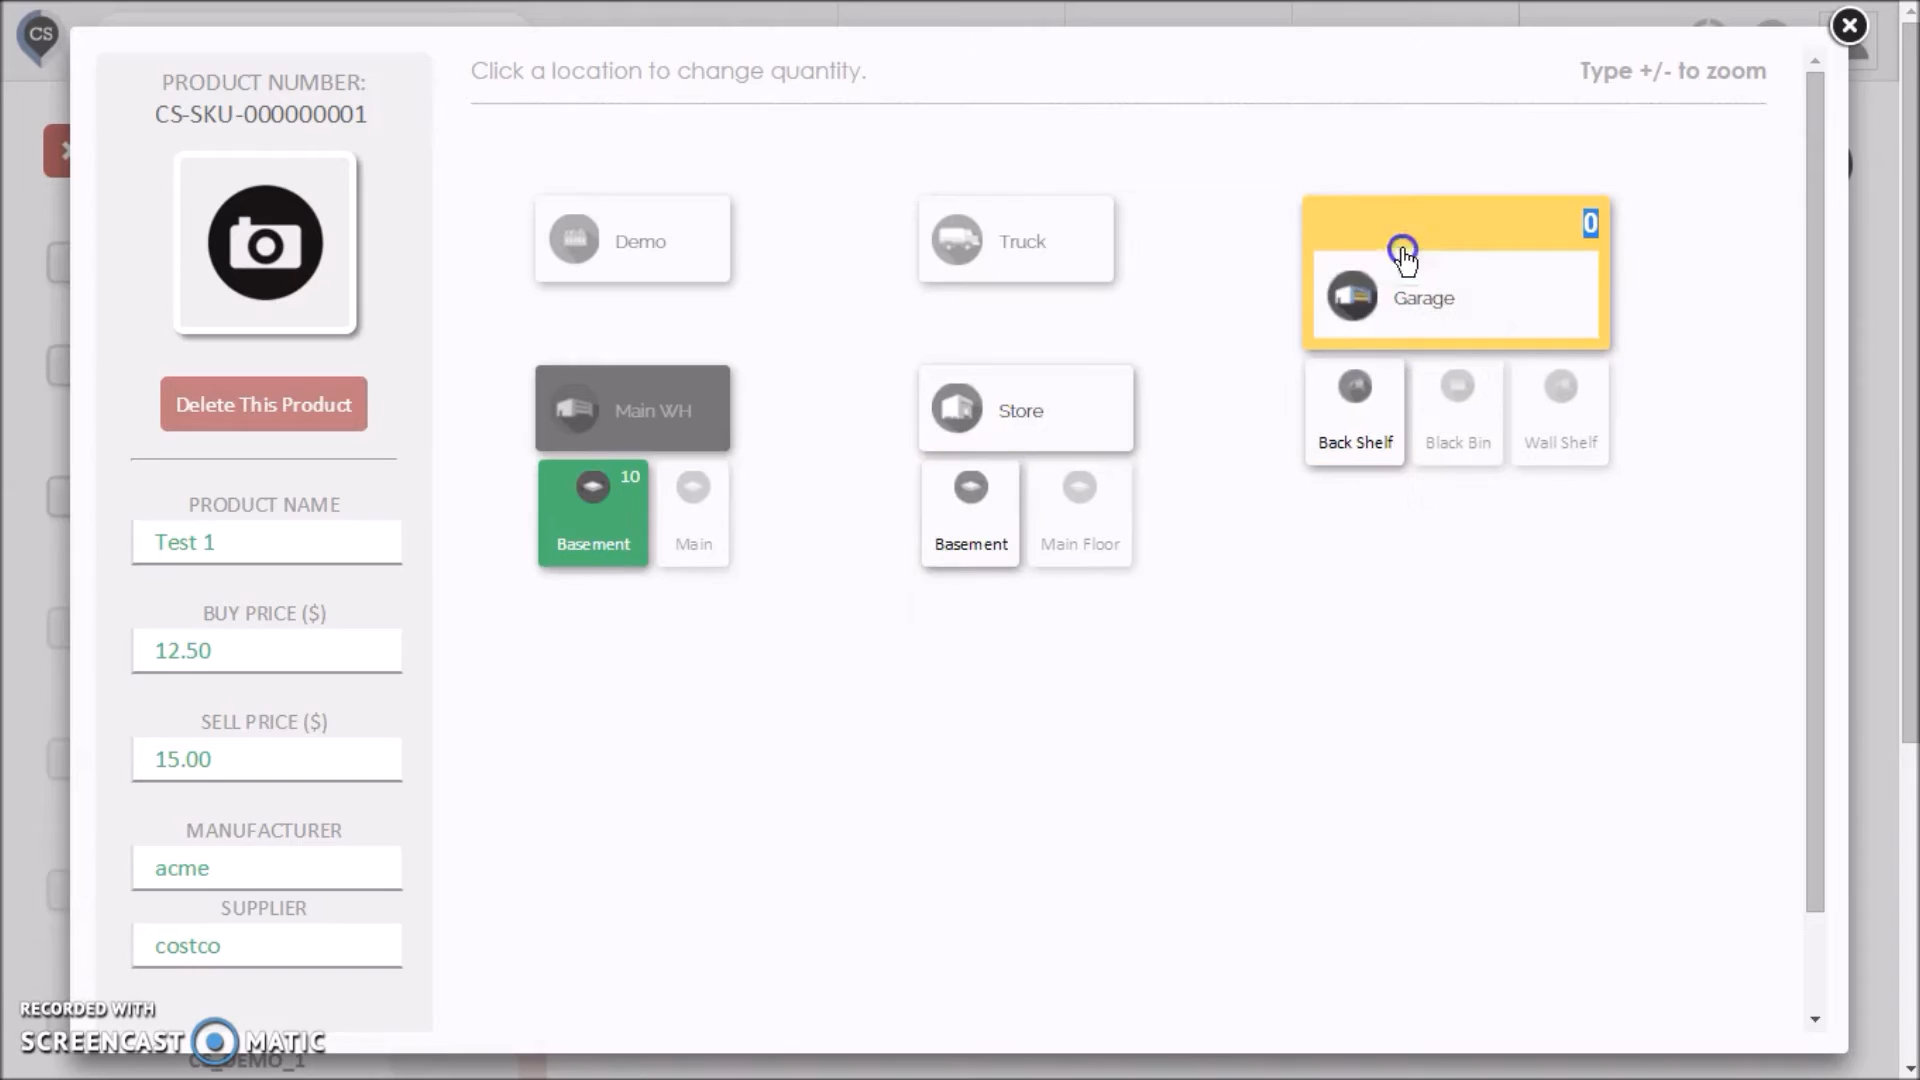 CS
PRODUCT NUMBER:
CS-SKU-000000001
Delete This Product
PRODUCT NAME
Test 1
BUY PRICE ($)
12.50
SELL PRICE ($)
15.00
MANUFACTURER
acme
SUPPLIER
costco
Click a location to change quantity.
Type +/- to zoom
Demo
Truck
0
Garage
Back Shelf
Black Bin
Wall Shelf
Main WH
10
Basement
Main
Store
Basement
Main Floor
RECORDED WITH
SCREENCAST MATIC
CS_DEMO_1